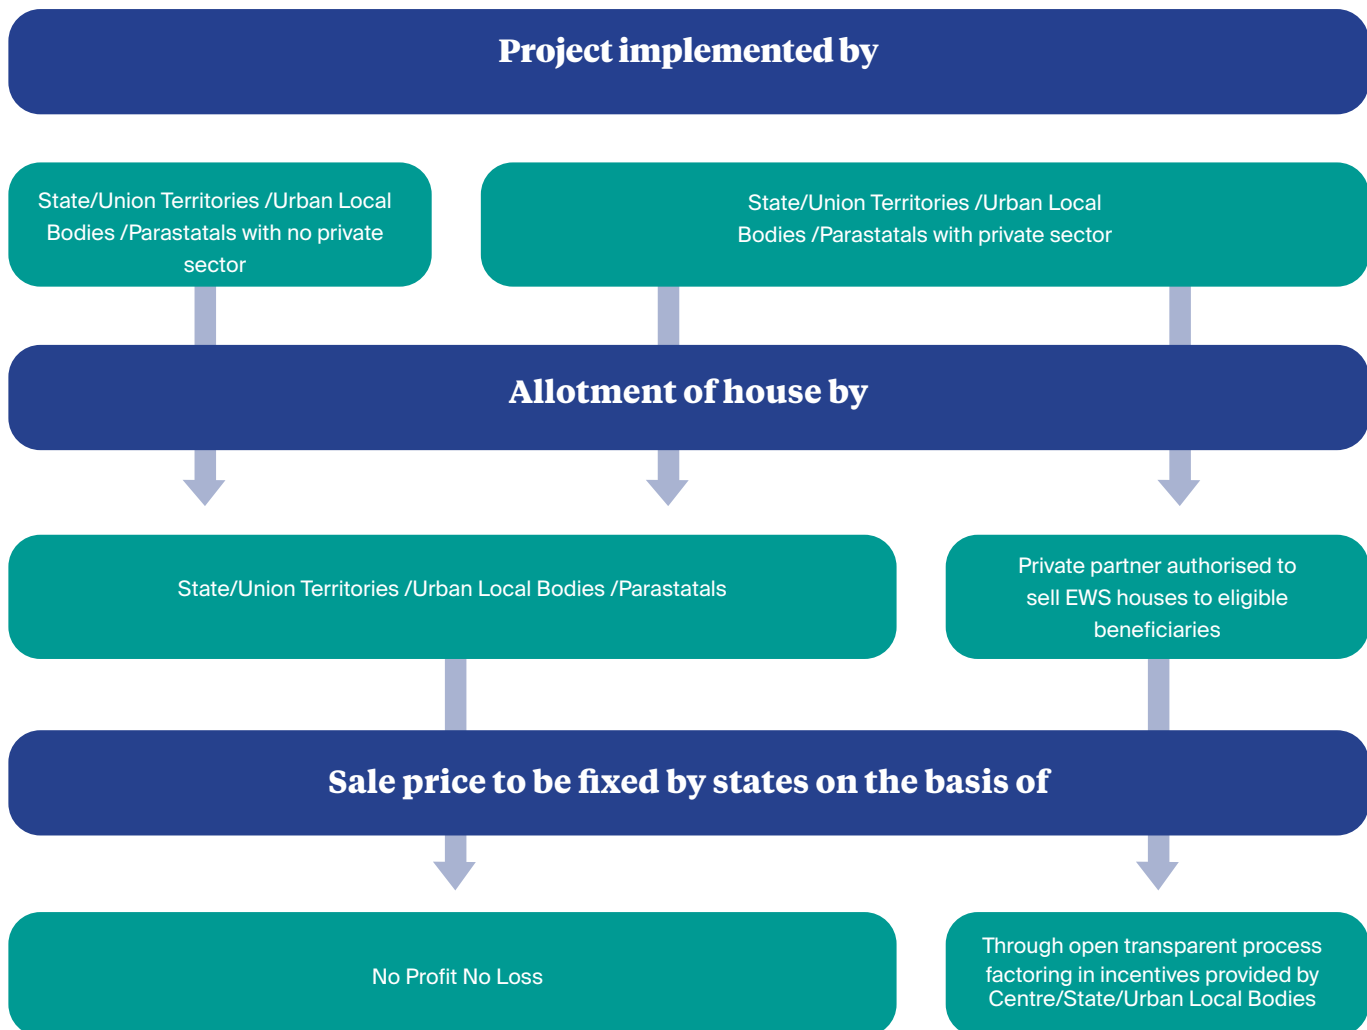 Project implemented by
State/Union Territories /Urban Local
Bodies /Parastatals with no private
sector
State/Union Territories /Urban Local
Bodies /Parastatals with private sector
Allotment of house by
State/Union Territories /Urban Local Bodies /Parastatals
Private partner authorised to
sell EWS houses to eligible
beneficiaries
Sale price to be fixed by states on the basis of
No Profit No Loss
Through open transparent process
factoring in incentives provided by
Centre/State/Urban Local Bodies